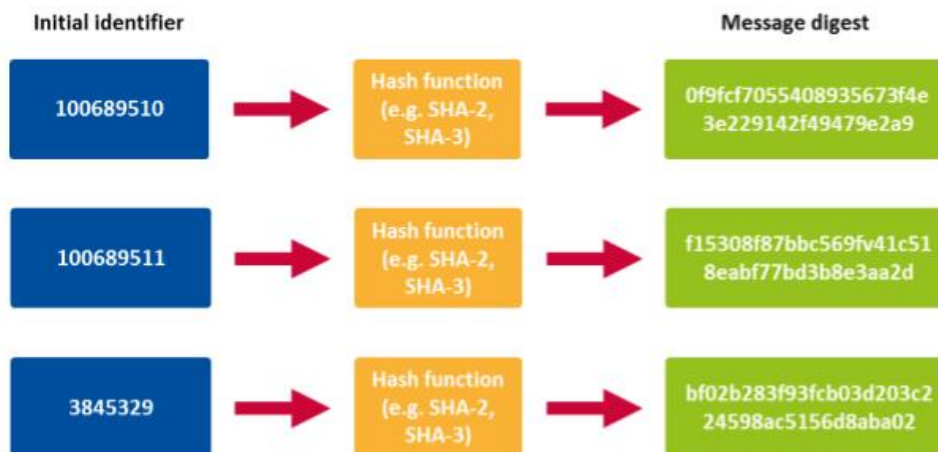 Initial identifier
Message digest
100689510
Hash function
(e.g. SHA-2,
SHA-3)
0f9fcf7055408935673f4e
3e229142f49479e2a9
100689511
Hash function
(e.g. SHA-2,
SHA-3)
f15308f87bbc569fv41c51
8eabf77bd3b8e3aa2d
3845329
Hash function
(e.g. SHA-2,
SHA-3)
bf02b283f93fcb03d203c2
24598ac5156d8aba02